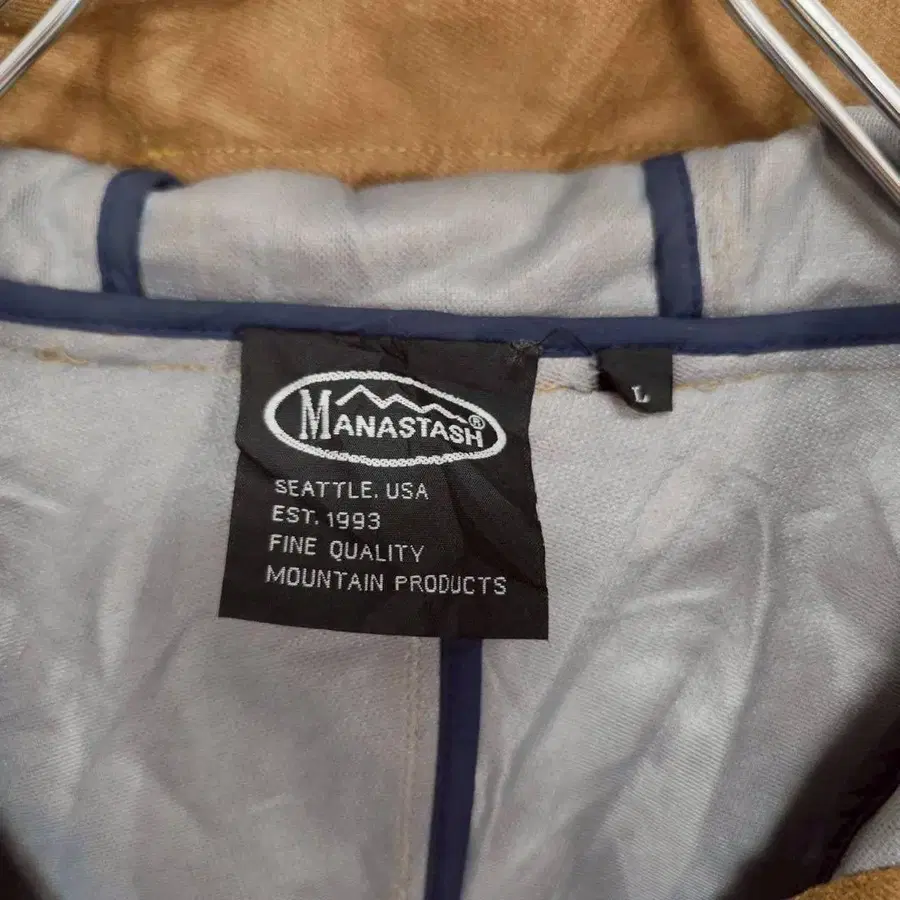 MANASTASH®
L
SEATTLE, USA
EST. 1993
FINE QUALITY
MOUNTAIN PRODUCTS